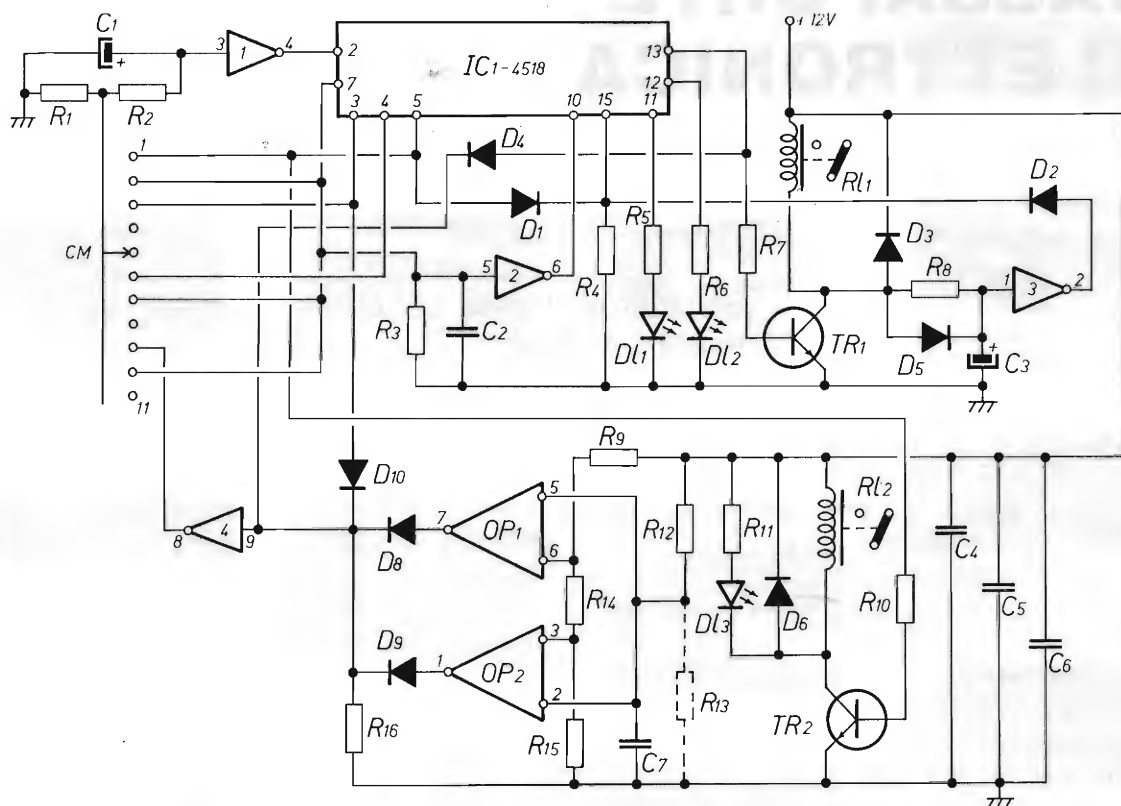 +12V
C1
3 1 4
2
IC1-4518
13
7
12
3 4 5 10 15 11
+
R1 R2
1
D4
D2
Rl1
D1
R5
D3
R7
R8
CM
5 2 6
R4
R6
1 3 2
R3
C2
Dl1
Dl2
TR1
D5
+
C3
11
R9
D10
5
Rl2
7 OP1
R12
R11
8 4 9
D8
6
C4
R14
Dl3
D6
R10
C5
D9
3
1 OP2
C6
R13
2
TR2
R16
R15
C7